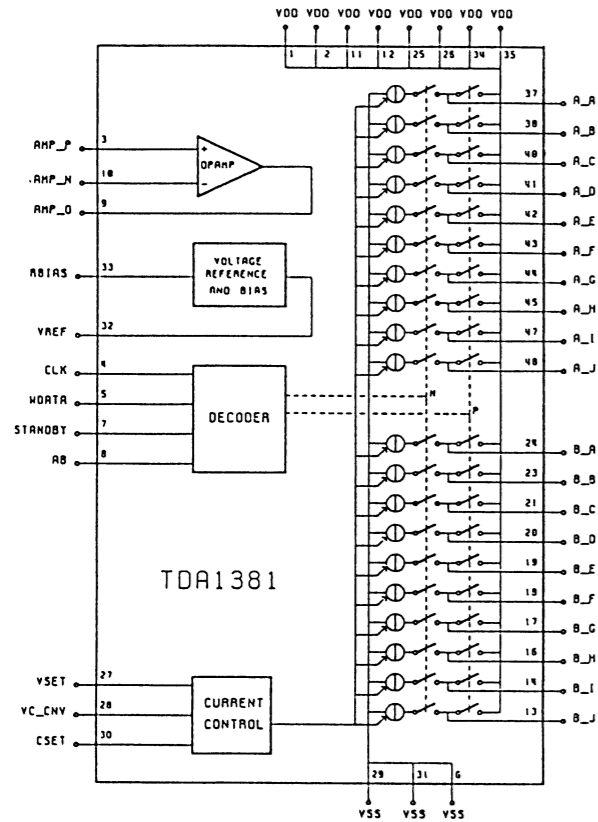 VDD VDD VDD VDD VDD VDD VDD VDD
1 2 11 12 25 26 34 35
37 A_A
38 A_B
40 A_C
41 A_D
42 A_E
43 A_F
44 A_G
45 A_H
47 A_I
48 A_J
AMP_P 3
AMP_N 10
AMP_O 9
+
OPAMP
-
RBIAS 33
VREF 32
VOLTAGE
REFERENCE
AND BIAS
CLK 4
WDATA 5
STANDBY 7
AB 8
DECODER
N
P
24 B_A
23 B_B
21 B_C
20 B_D
19 B_E
18 B_F
17 B_G
16 B_H
14 B_I
13 B_J
TDA1381
VSET 27
VC_CNV 28
CSET 30
CURRENT
CONTROL
29 31 6
VSS VSS VSS